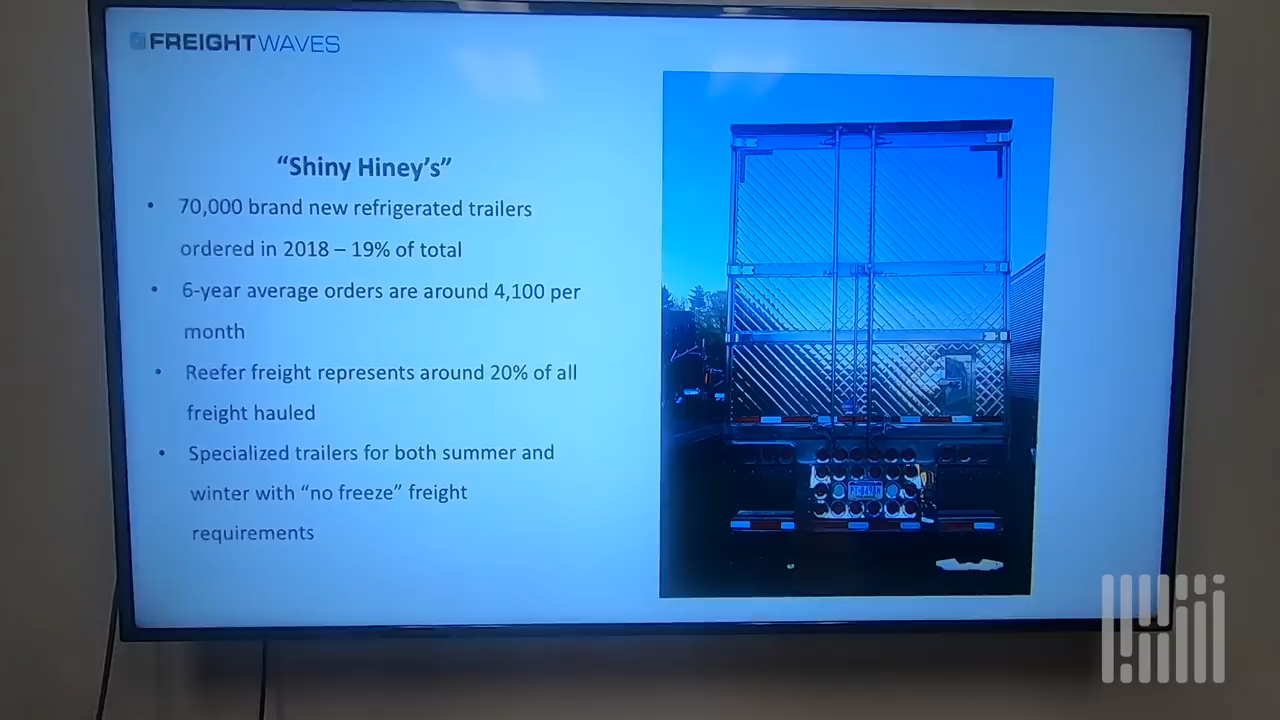 FREIGHTWAVES
“Shiny Hiney’s”
• 70,000 brand new refrigerated trailers
ordered in 2018 – 19% of total
• 6-year average orders are around 4,100 per
month
• Reefer freight represents around 20% of all
freight hauled
• Specialized trailers for both summer and
winter with “no freeze” freight
requirements